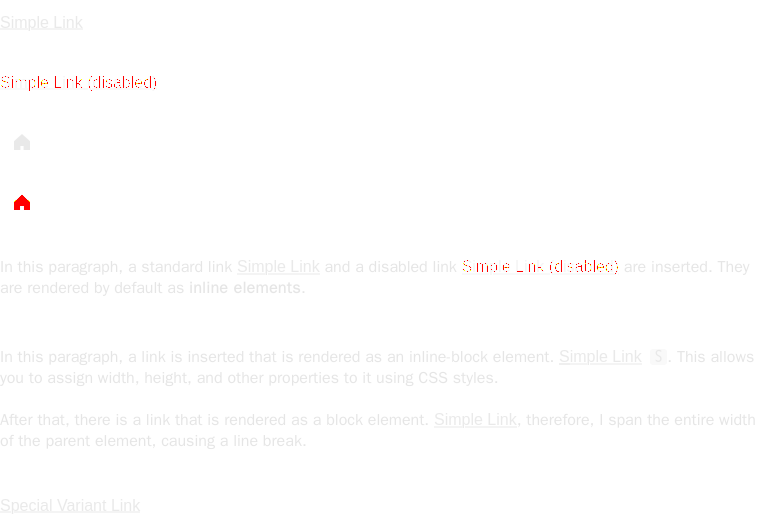 Simple Link
Simple Link (disabled)
In this paragraph, a standard link Simple Link and a disabled link Simple Link (disabled) are inserted. They
are rendered by default as inline elements.
In this paragraph, a link is inserted that is rendered as an inline-block element. Simple Link S. This allows
you to assign width, height, and other properties to it using CSS styles.
After that, there is a link that is rendered as a block element. Simple Link, therefore, I span the entire width
of the parent element, causing a line break.
Special Variant Link